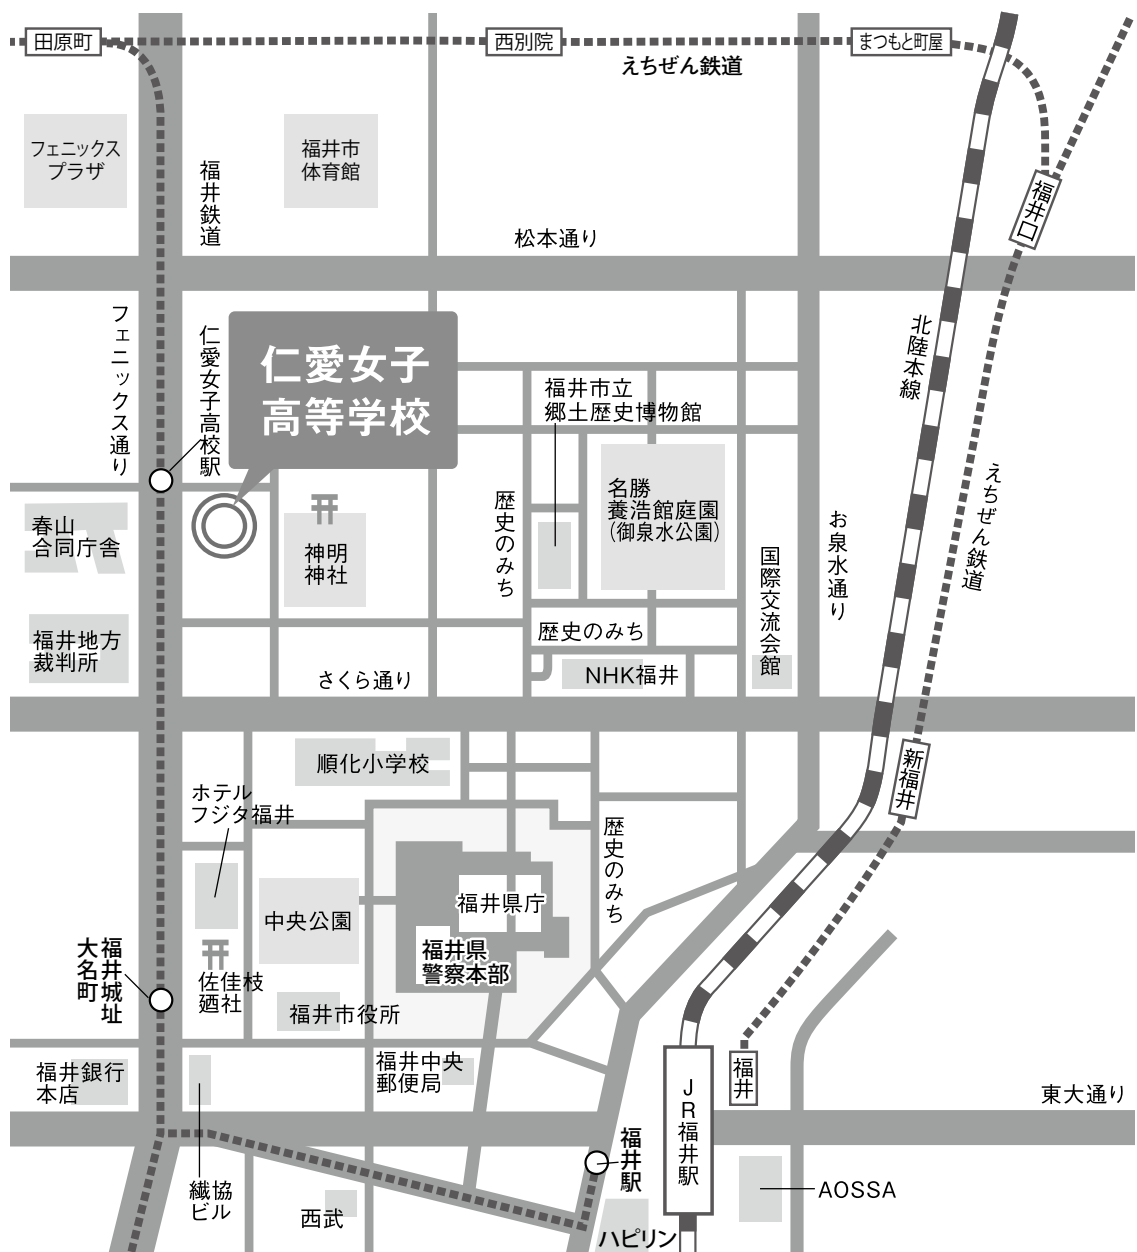 田原町
西別院
まつもと町屋
えちぜん鉄道
フェニックス
プラザ
福井市
体育館
福井鉄道
福井口
松本通り
フェニックス通り
仁愛女子高校駅
仁愛女子
高等学校
北陸本線
福井市立
郷土歴史博物館
えちぜん鉄道
春山
合同庁舎
神明
神社
歴史のみち
名勝
養浩館庭園
(御泉水公園)
お泉水通り
国際交流会館
福井地方
裁判所
歴史のみち
NHK福井
さくら通り
順化小学校
新福井
ホテル
フジタ福井
歴史のみち
中央公園
福井県庁
福井県
警察本部
福井城址
大名町
佐佳枝
廼社
福井市役所
福井銀行
本店
福井中央
郵便局
福井
JR福井駅
東大通り
福井駅
繊協
ビル
西武
AOSSA
ハピリン